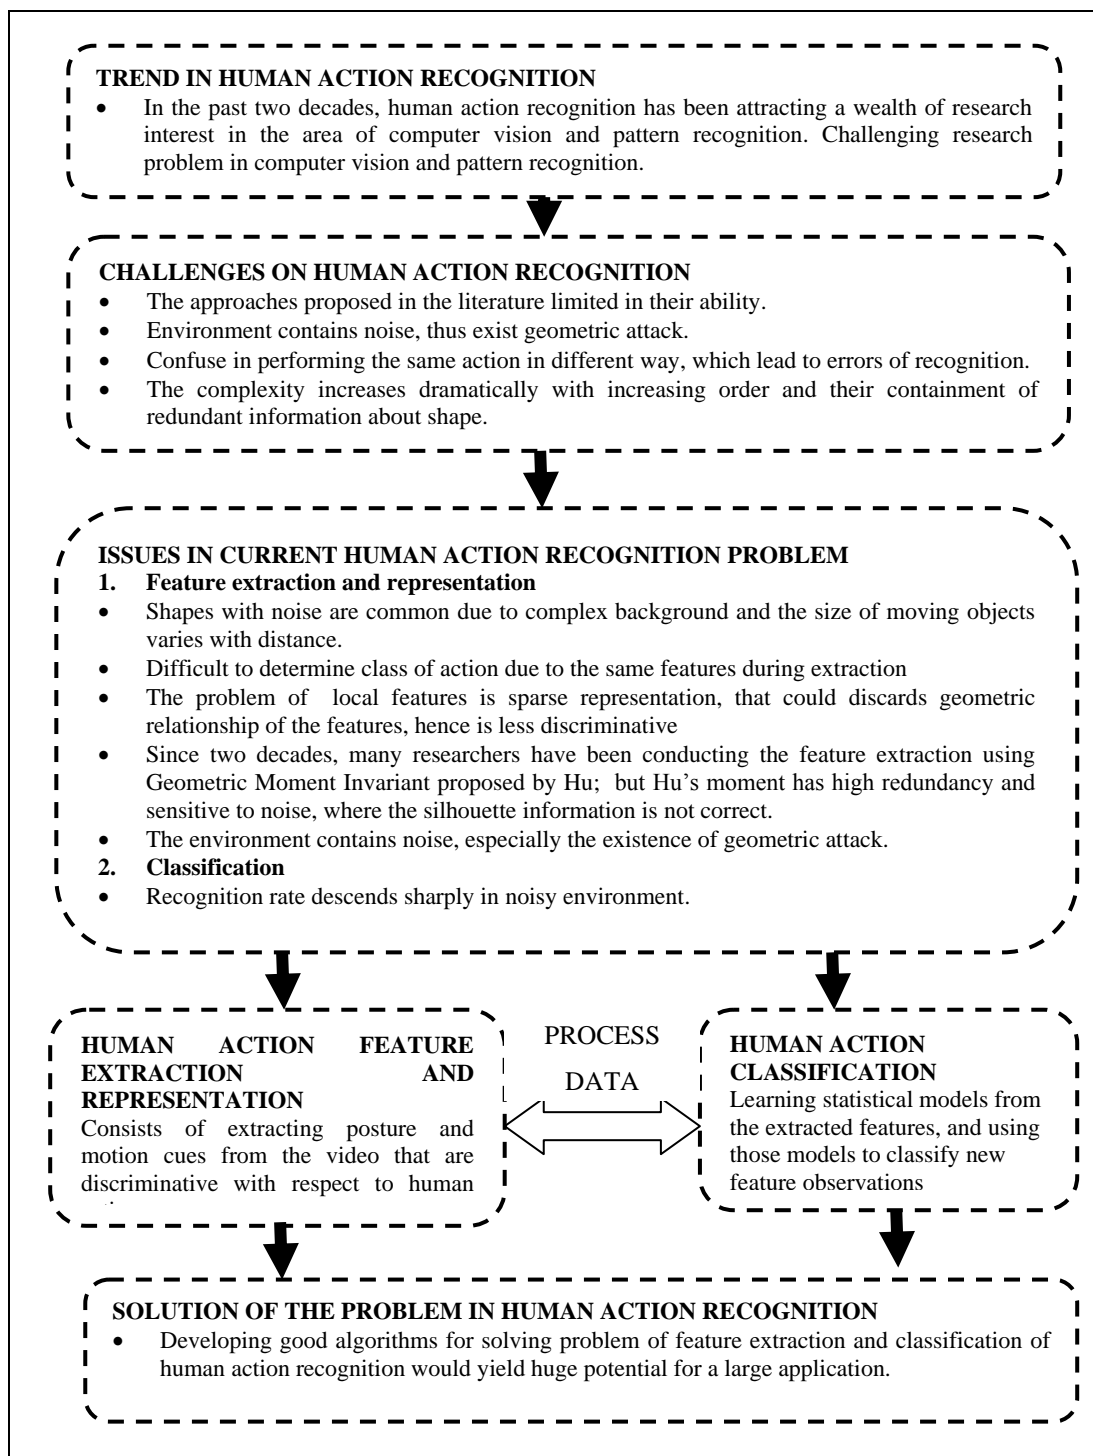 TREND IN HUMAN ACTION RECOGNITION
• In the past two decades, human action recognition has been attracting a wealth of research
interest in the area of computer vision and pattern recognition. Challenging research
problem in computer vision and pattern recognition.
CHALLENGES ON HUMAN ACTION RECOGNITION
• The approaches proposed in the literature limited in their ability.
• Environment contains noise, thus exist geometric attack.
• Confuse in performing the same action in different way, which lead to errors of recognition.
• The complexity increases dramatically with increasing order and their containment of
redundant information about shape.
ISSUES IN CURRENT HUMAN ACTION RECOGNITION PROBLEM
1. Feature extraction and representation
• Shapes with noise are common due to complex background and the size of moving objects
varies with distance.
• Difficult to determine class of action due to the same features during extraction
• The problem of local features is sparse representation, that could discards geometric
relationship of the features, hence is less discriminative
• Since two decades, many researchers have been conducting the feature extraction using
Geometric Moment Invariant proposed by Hu; but Hu's moment has high redundancy and
sensitive to noise, where the silhouette information is not correct.
• The environment contains noise, especially the existence of geometric attack.
2. Classification
• Recognition rate descends sharply in noisy environment.
HUMAN ACTION FEATURE
EXTRACTION AND
REPRESENTATION
Consists of extracting posture and
motion cues from the video that are
discriminative with respect to human
PROCESS
DATA
HUMAN ACTION
CLASSIFICATION
Learning statistical models from
the extracted features, and using
those models to classify new
feature observations
SOLUTION OF THE PROBLEM IN HUMAN ACTION RECOGNITION
• Developing good algorithms for solving problem of feature extraction and classification of
human action recognition would yield huge potential for a large application.